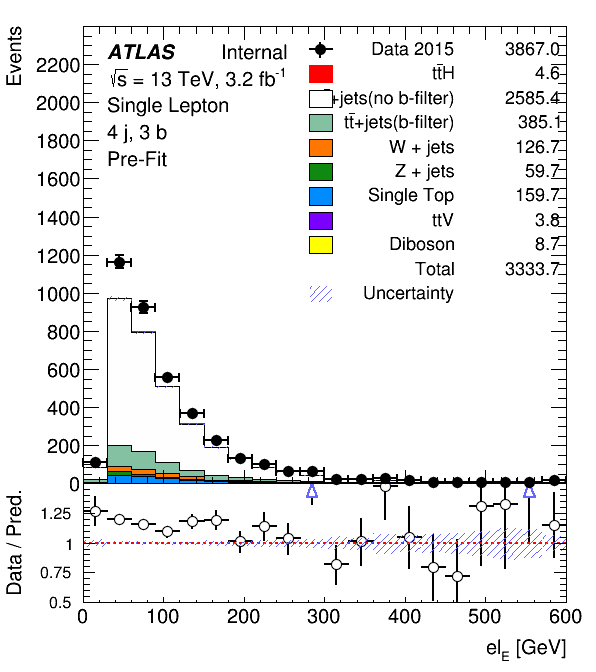 Events
2200
2000
1800
1600
1400
1200
1000
800
600
400
200
0
ATLAS Internal
√s = 13 TeV, 3.2 fb⁻¹
Single Lepton
4 j, 3 b
Pre-Fit
Data 2015 3867.0
tt̄H 4.6
+jets(no b-filter) 2585.4
tt̄+jets(b-filter) 385.1
W + jets 126.7
Z + jets 59.7
Single Top 159.7
ttV 3.8
Diboson 8.7
Total 3333.7
Uncertainty
Data / Pred.
1.25
1
0.75
0.5
0 100 200 300 400 500 600
el_E [GeV]